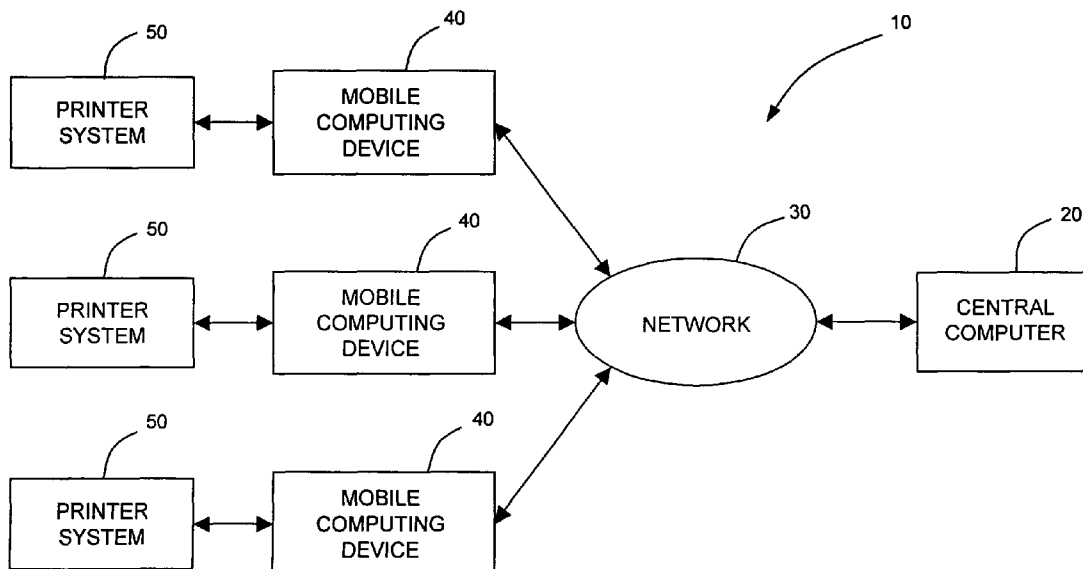 50
40
10
PRINTER
SYSTEM
MOBILE
COMPUTING
DEVICE
50
40
30
20
PRINTER
SYSTEM
MOBILE
COMPUTING
DEVICE
NETWORK
CENTRAL
COMPUTER
50
40
PRINTER
SYSTEM
MOBILE
COMPUTING
DEVICE